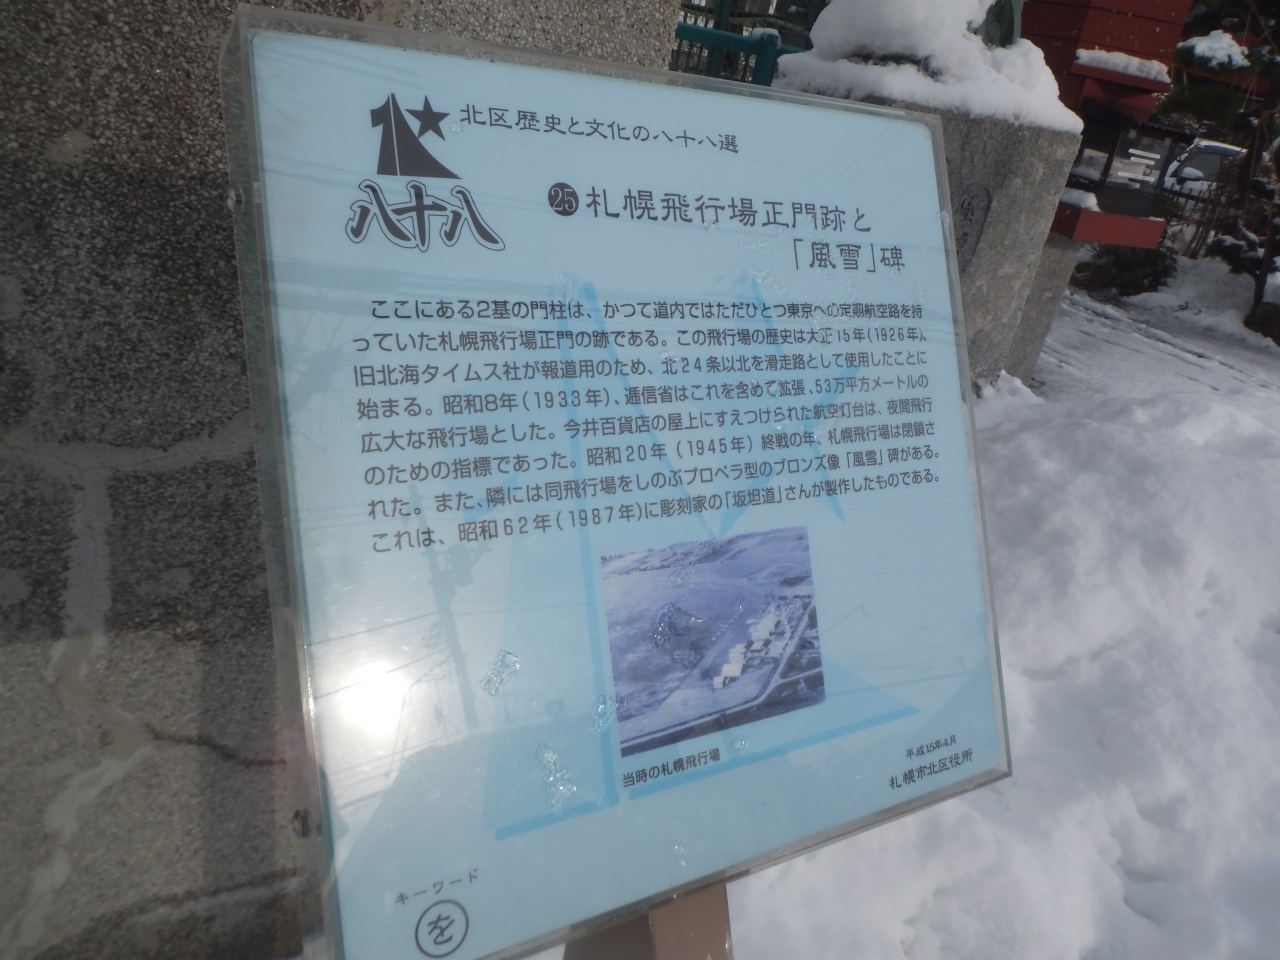 北区歴史と文化の八十八選
八十八
25 札幌飛行場正門跡と
「風雪」碑
ここにある2基の門柱は、かつて道内ではただひとつ東京への定期航空路を持
っていた札幌飛行場正門の跡である。この飛行場の歴史は大正15年(1926年)、
旧北海タイムス社が報道用のため、北24条以北を滑走路として使用したことに
始まる。昭和8年(1933年)、逓信省はこれを含めて拡張、53万平方メートルの
広大な飛行場とした。今井百貨店の屋上にすえつけられた航空灯台は、夜間飛行
のための指標であった。昭和20年(1945年)終戦の年、札幌飛行場は閉鎖さ
れた。また、隣には同飛行場をしのぶプロペラ型のブロンズ像「風雪」碑がある。
これは、昭和62年(1987年)に彫刻家の「坂坦道」さんが製作したものである。
当時の札幌飛行場
平成15年4月
札幌市北区役所
キーワード
を